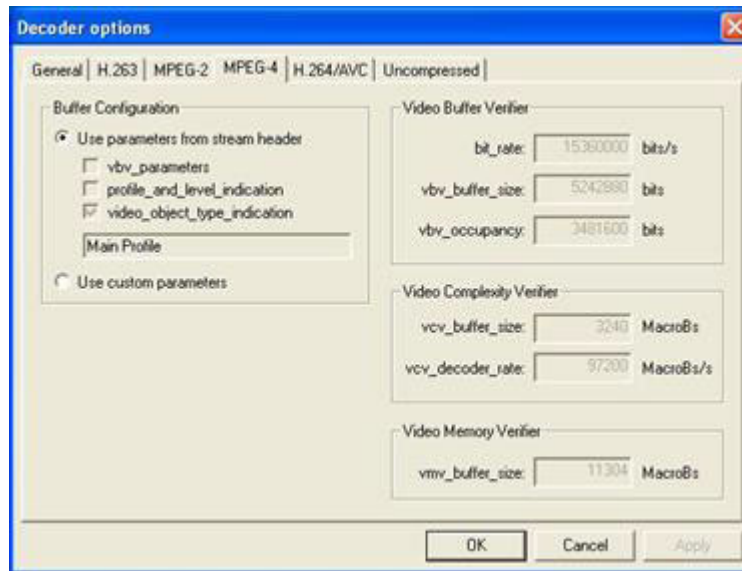 Decoder options
General H.263 MPEG-2 MPEG-4 H.264/AVC Uncompressed
Buffer Configuration
Use parameters from stream header
vbv_parameters
profile_and_level_indication
video_object_type_indication
Main Profile
Use custom parameters
Video Buffer Verifier
bit_rate: 15360000 bits/s
vbv_buffer_size: 5242880 bits
vbv_occupancy: 3481600 bits
Video Complexity Verifier
vcv_buffer_size: 3240 MacroBs
vcv_decoder_rate: 97200 MacroBs/s
Video Memory Verifier
vmv_buffer_size: 11304 MacroBs
OK Cancel Apply